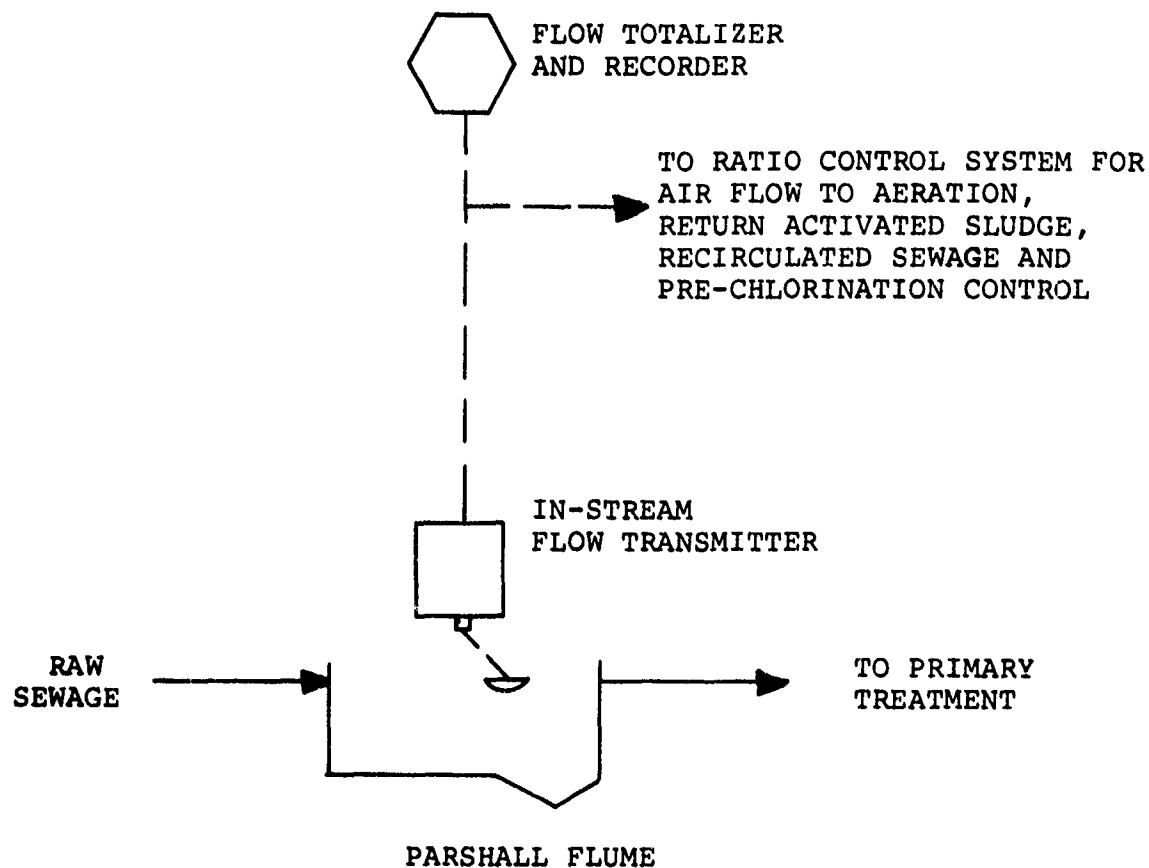 FLOW TOTALIZER
AND RECORDER
TO RATIO CONTROL SYSTEM FOR
AIR FLOW TO AERATION,
RETURN ACTIVATED SLUDGE,
RECIRCULATED SEWAGE AND
PRE-CHLORINATION CONTROL
IN-STREAM
FLOW TRANSMITTER
RAW
SEWAGE
TO PRIMARY
TREATMENT
PARSHALL FLUME